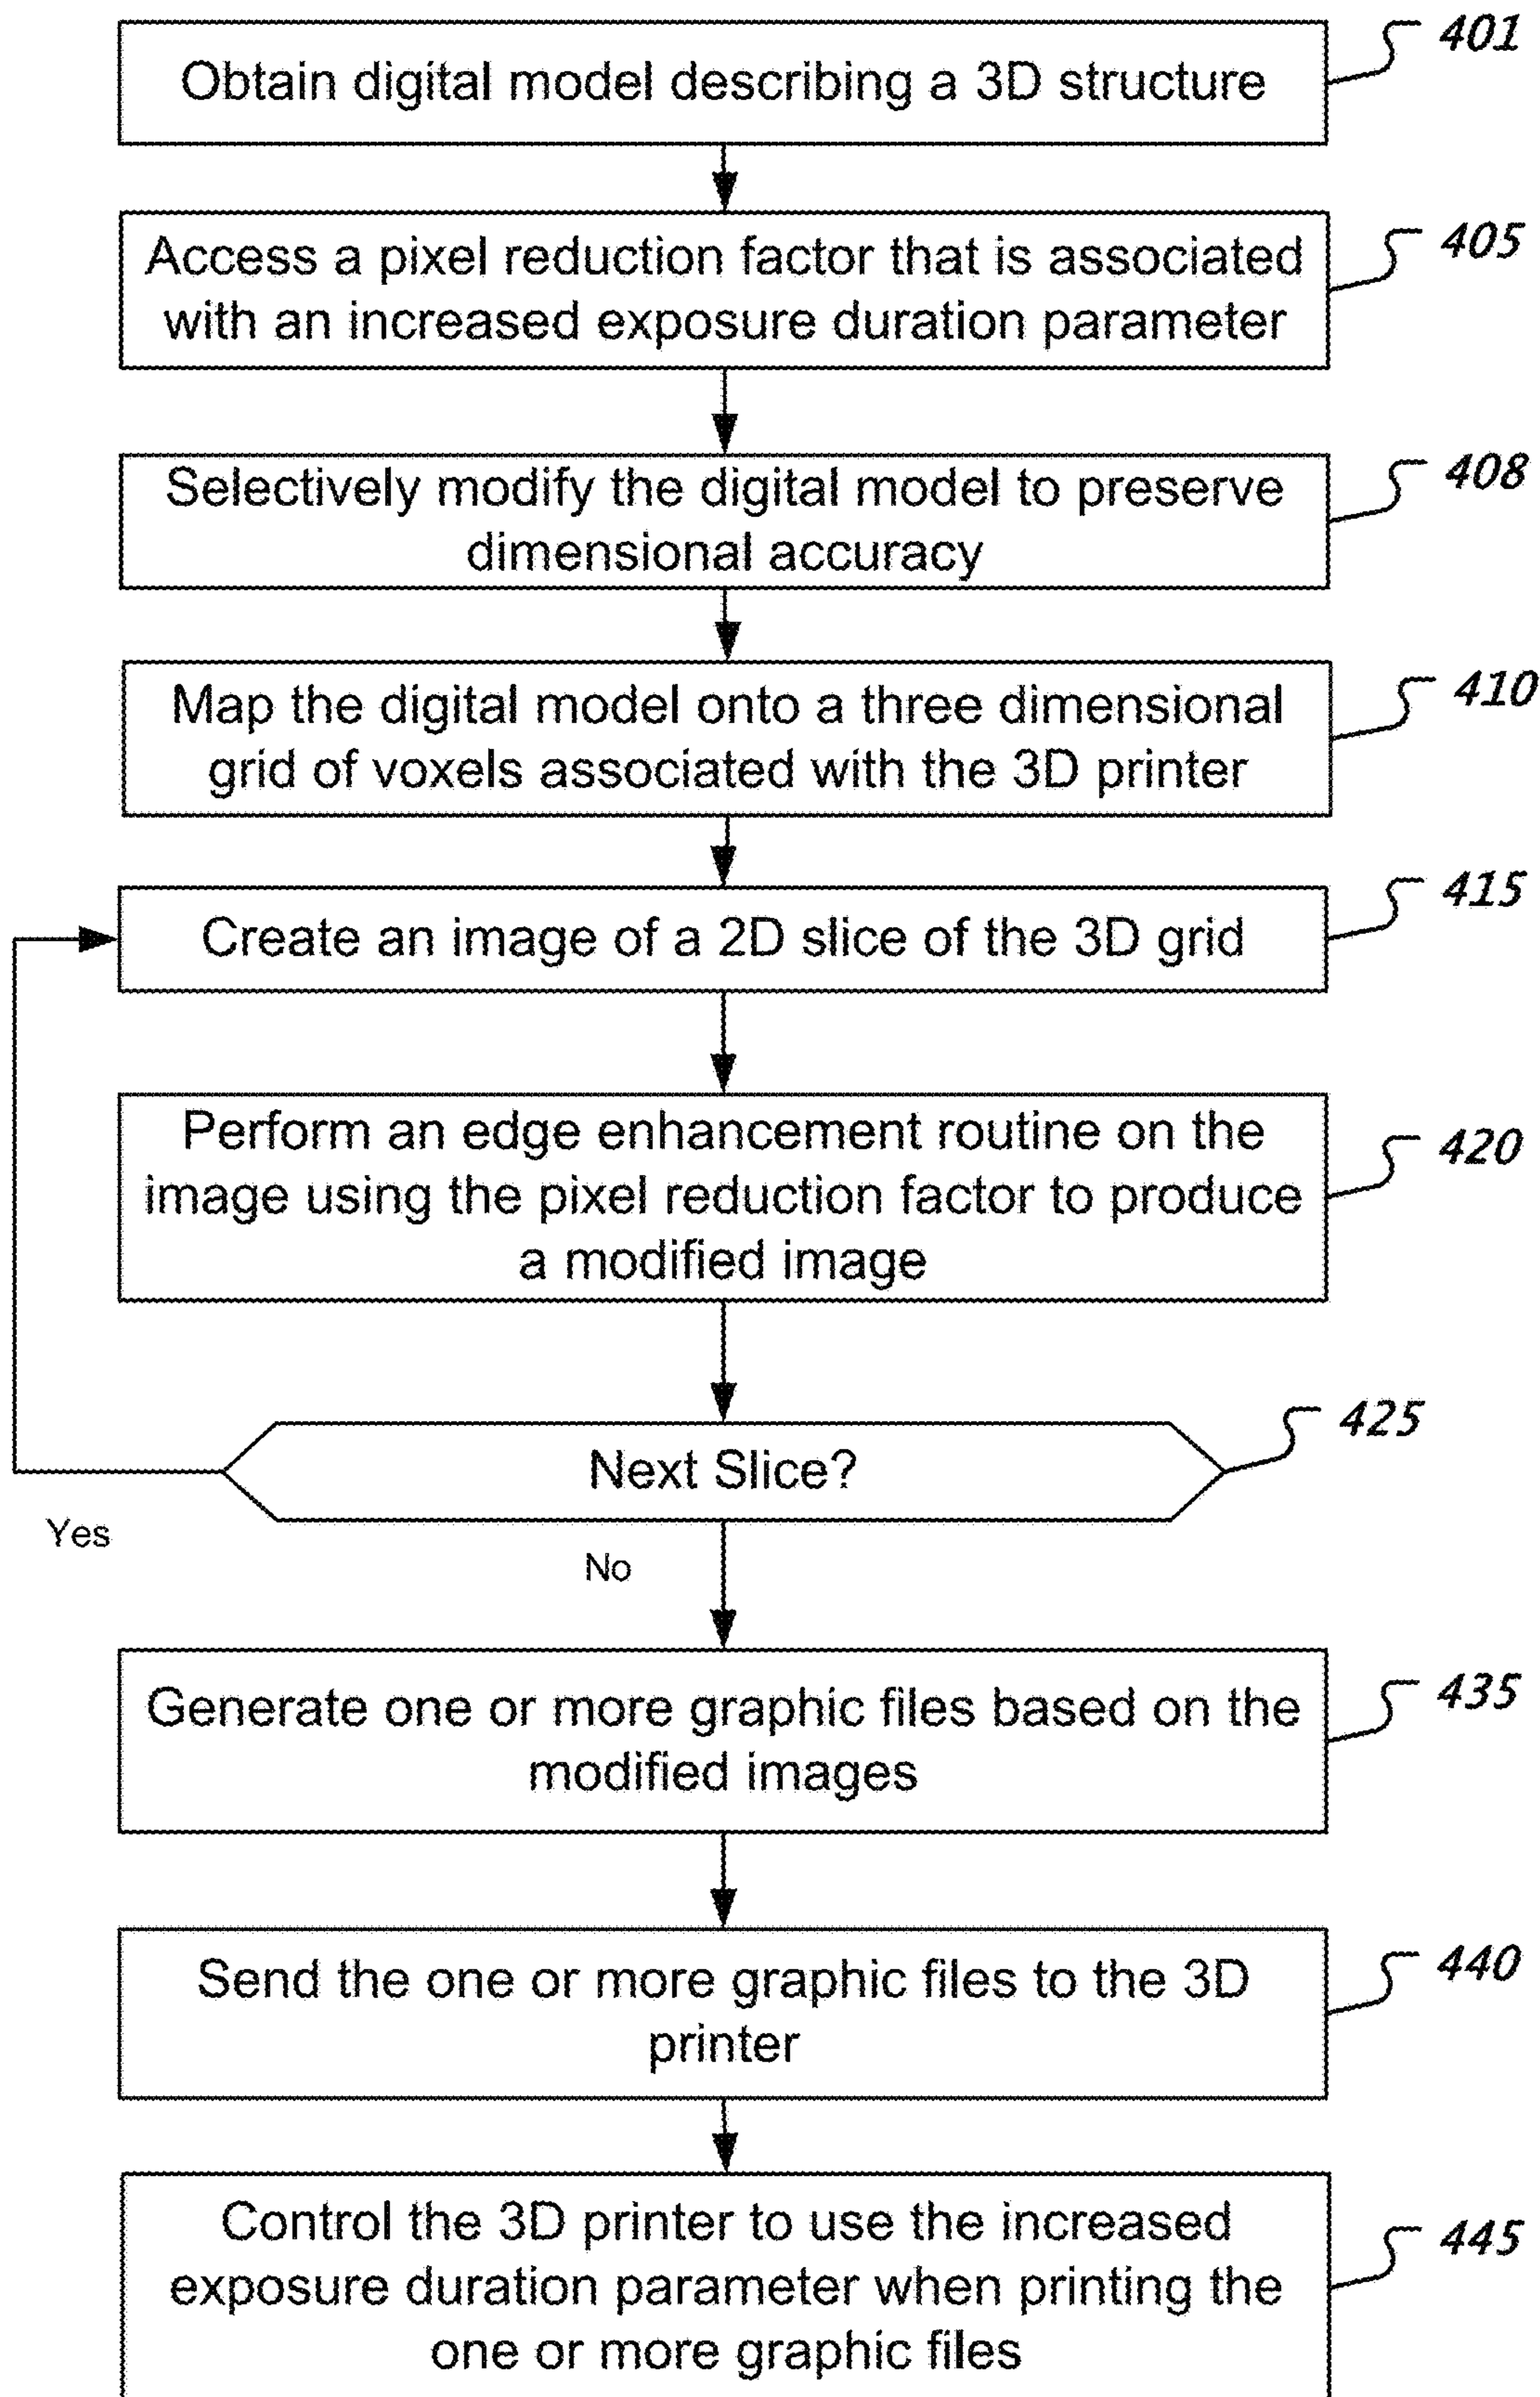 Obtain digital model describing a 3D structure
401
Access a pixel reduction factor that is associated
with an increased exposure duration parameter
405
Selectively modify the digital model to preserve
dimensional accuracy
408
Map the digital model onto a three dimensional
grid of voxels associated with the 3D printer
410
Create an image of a 2D slice of the 3D grid
415
Perform an edge enhancement routine on the
image using the pixel reduction factor to produce
a modified image
420
Next Slice?
425
Yes
No
Generate one or more graphic files based on the
modified images
435
Send the one or more graphic files to the 3D
printer
440
Control the 3D printer to use the increased
exposure duration parameter when printing the
one or more graphic files
445